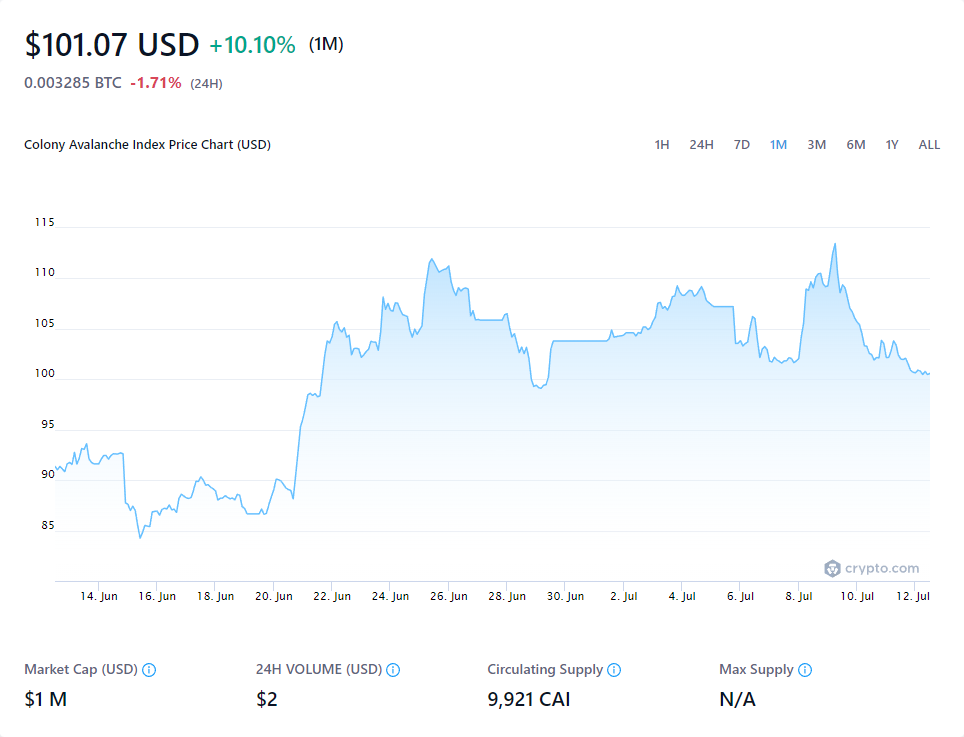 $101.07 USD +10.10% (1M)
0.003285 BTC -1.71% (24H)
Colony Avalanche Index Price Chart (USD) 1H 24H 7D 1M 3M 6M 1Y ALL
115
110
105
100
95
90
85
crypto.com
14. Jun 16. Jun 18. Jun 20. Jun 22. Jun 24. Jun 26. Jun 28. Jun 30. Jun 2. Jul 4. Jul 6. Jul 8. Jul 10. Jul 12. Jul
Market Cap (USD) 24H VOLUME (USD) Circulating Supply Max Supply
$1 M $2 9,921 CAI N/A